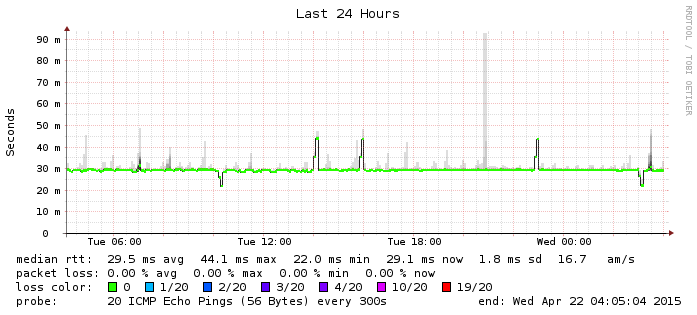 Last 24 Hours
RRDTOOL / TOBI OETIKER
Seconds
90 m
80 m
70 m
60 m
50 m
40 m
30 m
20 m
10 m
0
Tue 06:00 Tue 12:00 Tue 18:00 Wed 00:00
median rtt: 29.5 ms avg 44.1 ms max 22.0 ms min 29.1 ms now 1.8 ms sd 16.7 am/s
packet loss: 0.00 % avg 0.00 % max 0.00 % min 0.00 % now
loss color: 0 1/20 2/20 3/20 4/20 10/20 19/20
probe: 20 ICMP Echo Pings (56 Bytes) every 300s end: Wed Apr 22 04:05:04 2015